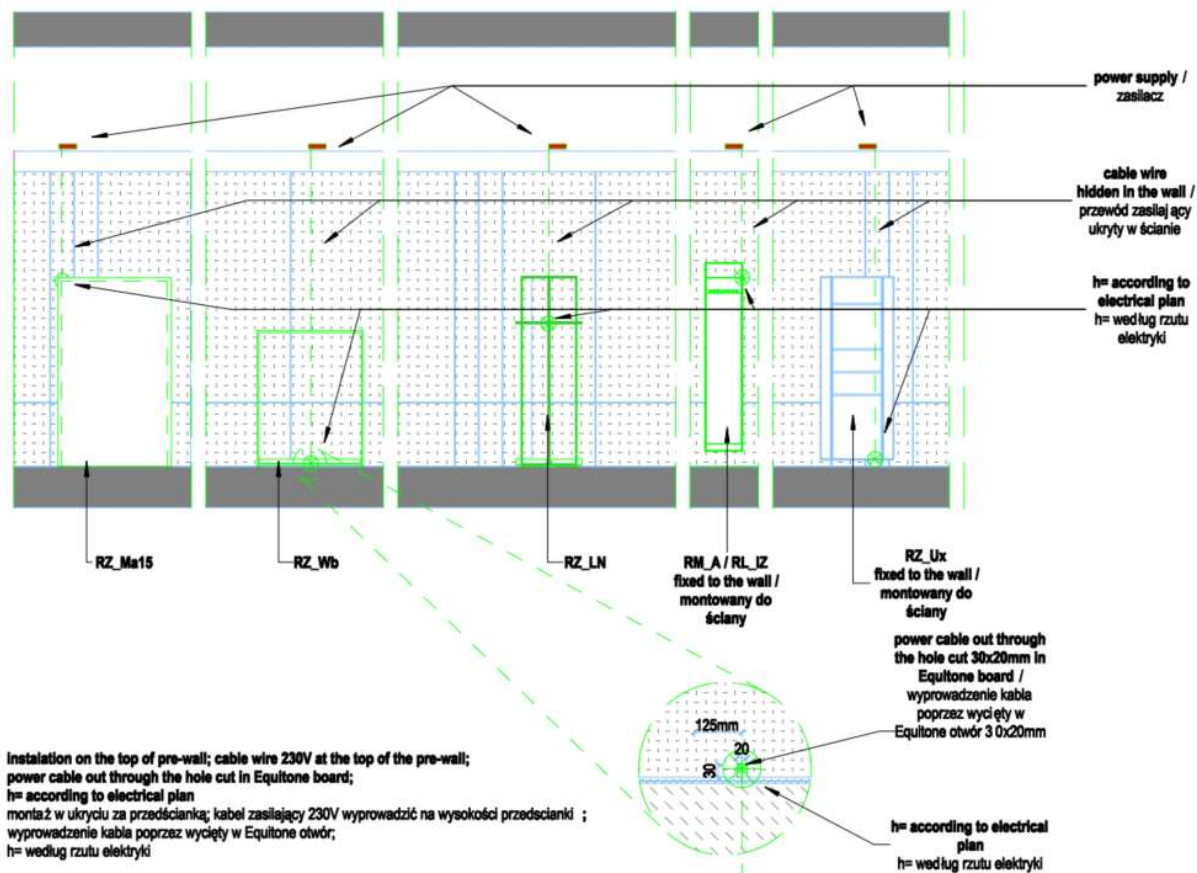 power supply /
zasilacz
cable wire
hidden in the wall /
przewód zasilający
ukryty w ścianie
h= according to
electrical plan
h= według rzutu
elektryki
RZ_Ma15
RZ_Wb
RZ_LN
RM_A / RL_IZ
fixed to the wall /
montowany do
ściany
RZ_Ux
fixed to the wall /
montowany do
ściany
power cable out through
the hole cut 30x20mm in
Equitone board /
wyprowadzenie kabla
poprzez wycięty w
Equitone otwór 3 0x20mm
125mm
20
30
h= according to electrical
plan
h= według rzutu elektryki
instalation on the top of pre-wall; cable wire 230V at the top of the pre-wall;
power cable out through the hole cut in Equitone board;
h= according to electrical plan
montaż w ukryciu za przedścianką; kabel zasilający 230V wyprowadzić na wysokości przedscianki ;
wyprowadzenie kabla poprzez wycięty w Equitone otwór;
h= według rzutu elektryki